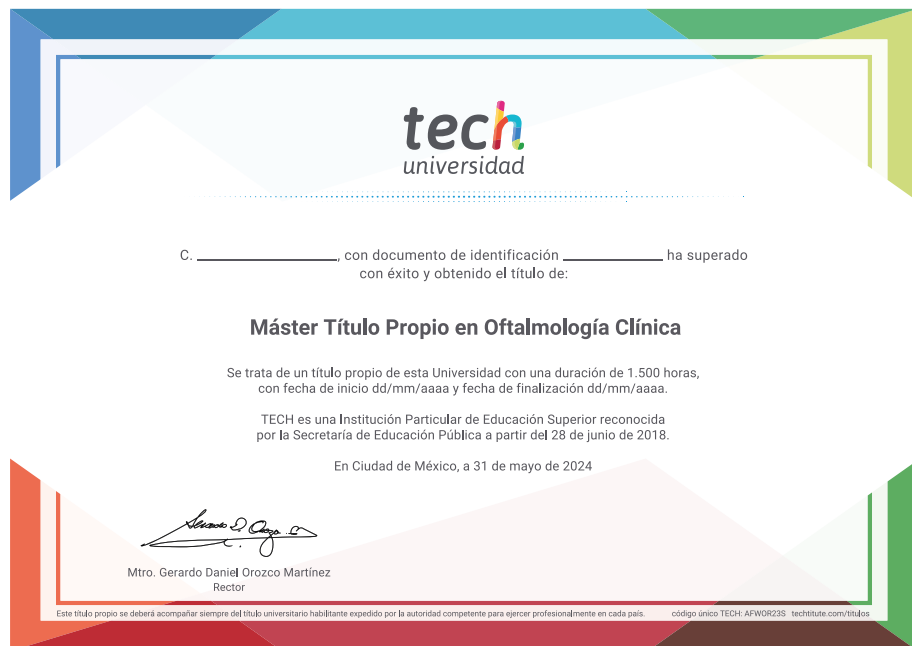 tech
universidad
C. , con documento de identificación ha superado
con éxito y obtenido el título de:
Máster Título Propio en Oftalmología Clínica
Se trata de un título propio de esta Universidad con una duración de 1.500 horas,
con fecha de inicio dd/mm/aaaa y fecha de finalización dd/mm/aaaa.
TECH es una Institución Particular de Educación Superior reconocida
por la Secretaría de Educación Pública a partir del 28 de junio de 2018.
En Ciudad de México, a 31 de mayo de 2024
Mtro. Gerardo Daniel Orozco Martínez
Rector
Este título propio se deberá acompañar siempre del título universitario habilitante expedido por la autoridad competente para ejercer profesionalmente en cada país. código único TECH: AFWOR23S techtitute.com/titulos